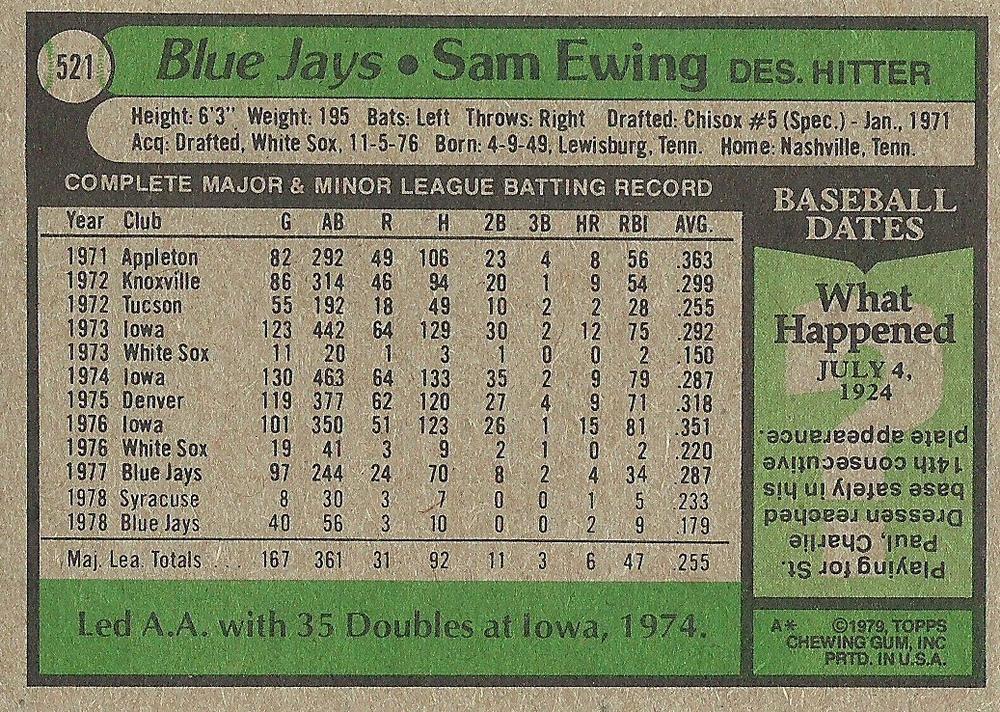 521
Blue Jays • Sam Ewing DES. HITTER
Height: 6'3" Weight: 195 Bats: Left Throws: Right Drafted: Chisox #5 (Spec.) - Jan., 1971
Acq: Drafted, White Sox, 11-5-76 Born: 4-9-49, Lewisburg, Tenn. Home: Nashville, Tenn.
COMPLETE MAJOR & MINOR LEAGUE BATTING RECORD
Year Club G AB R H 2B 3B HR RBI AVG.
1971 Appleton 82 292 49 106 23 4 8 56 .363
1972 Knoxville 86 314 46 94 20 1 9 54 .299
1972 Tucson 55 192 18 49 10 2 2 28 .255
1973 Iowa 123 442 64 129 30 2 12 75 .292
1973 White Sox 11 20 1 3 1 0 0 2 .150
1974 Iowa 130 463 64 133 35 2 9 79 .287
1975 Denver 119 377 62 120 27 4 9 71 .318
1976 Iowa 101 350 51 123 26 1 15 81 .351
1976 White Sox 19 41 3 9 2 1 0 2 .220
1977 Blue Jays 97 244 24 70 8 2 4 34 .287
1978 Syracuse 8 30 3 7 0 0 1 5 .233
1978 Blue Jays 40 56 3 10 0 0 2 9 .179
Maj. Lea. Totals ... 167 361 31 92 11 3 6 47 .255
Led A.A. with 35 Doubles at Iowa, 1974.
BASEBALL
DATES
What
Happened
JULY 4,
1924
Playing for St.
Paul, Charlie
Dressen reached
base safely in his
14th consecutive
plate appearance.
A* ©1979, TOPPS
CHEWING GUM, INC
PRTD. IN U.S.A.